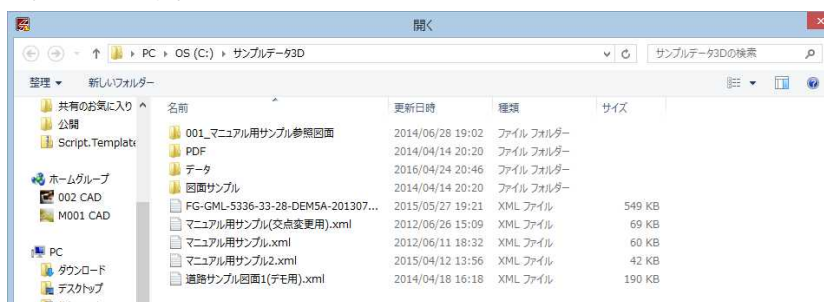 開く
PC ▸ OS (C:) ▸ サンプルデータ3D
サンプルデータ3Dの検索
整理 ▼ 新しいフォルダー
共有のお気に入り
公開
Script.Template
ホームグループ
002 CAD
M001 CAD
PC
ダウンロード
デスクトップ
名前 更新日時 種類 サイズ
001_マニュアル用サンプル参照図面 2014/06/28 19:02 ファイル フォルダー
PDF 2014/04/14 20:20 ファイル フォルダー
データ 2016/04/24 20:46 ファイル フォルダー
図面サンプル 2014/04/14 20:20 ファイル フォルダー
FG-GML-5336-33-28-DEM5A-201307... 2015/05/27 19:21 XML ファイル 549 KB
マニュアル用サンプル(交点変更用).xml 2012/06/26 15:09 XML ファイル 69 KB
マニュアル用サンプル.xml 2012/06/11 18:32 XML ファイル 60 KB
マニュアル用サンプル2.xml 2015/04/12 13:56 XML ファイル 42 KB
道路サンプル図面1(デモ用).xml 2014/04/18 16:18 XML ファイル 190 KB